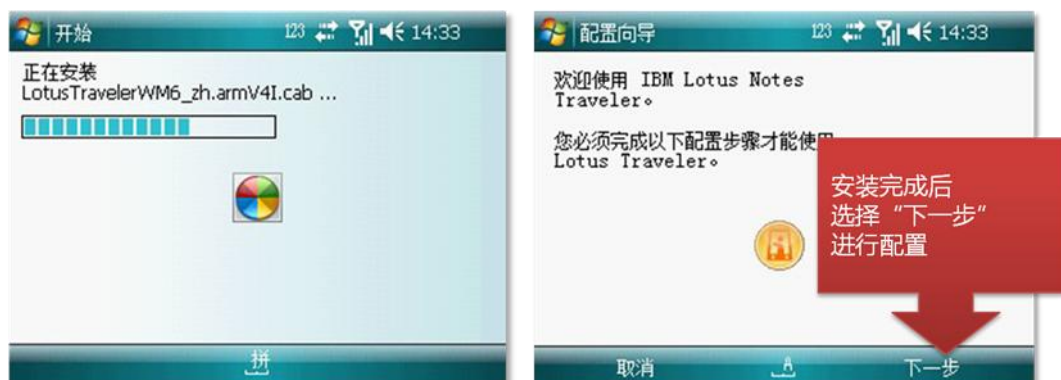 开始 123 14:33
正在安装
LotusTravelerWM6_zh.armV4I.cab ...
拼
配置向导 123 14:33
欢迎使用 IBM Lotus Notes
Traveler。
您必须完成以下配置步骤才能使用
Lotus Traveler。
安装完成后
选择“下一步”
进行配置
取消 A 下一步